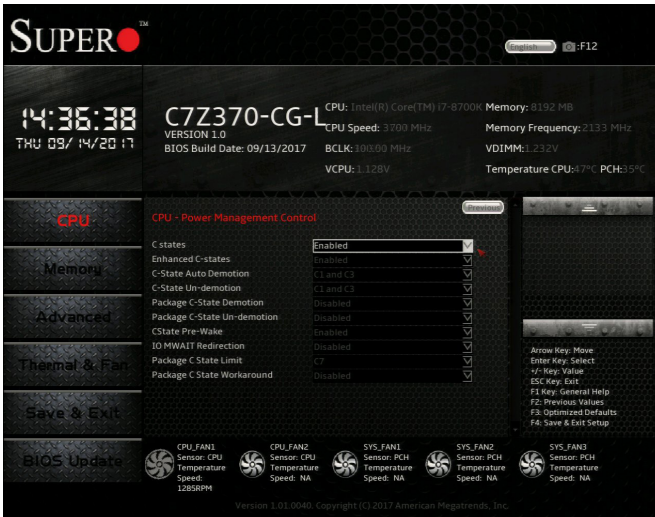 SUPER TM
English :F12
14:36:38
THU 09/ 14/2017
C7Z370-CG-L
VERSION 1.0
BIOS Build Date: 09/13/2017
CPU: Intel(R) Core(TM) i7-8700K
CPU Speed: 3700 MHz
BCLK:
VCPU:1.128V
Memory: 8192 MB
Memory Frequency:2133 MHz
VDIMM:1.232V
Temperature CPU:47°C PCH:35°C
CPU
Memory
Advanced
Thermal & Fan
Save & Exit
BIOS Update
CPU - Power Management Control
Previous
C states Enabled
Enhanced C-states Enabled
C-State Auto Demotion C1 and C3
C-State Un-demotion C1 and C3
Package C-State Demotion Disabled
Package C-State Un-demotion Disabled
CState Pre-Wake Enabled
IO MWAIT Redirection Disabled
Package C State Limit C7
Package C State Workaround Disabled
Arrow Key: Move
Enter Key: Select
+/- Key: Value
ESC Key: Exit
F1 Key: General Help
F2: Previous Values
F3: Optimized Defaults
F4: Save & Exit Setup
CPU_FAN1
Sensor: CPU
Temperature
Speed:
1285RPM
CPU_FAN2
Sensor: CPU
Temperature
Speed: NA
SYS_FAN1
Sensor: PCH
Temperature
Speed: NA
SYS_FAN2
Sensor: PCH
Temperature
Speed: NA
SYS_FAN3
Sensor: PCH
Temperature
Speed: NA
Version 1.01.0040. Copyright (C) 2017 American Megatrends, Inc.